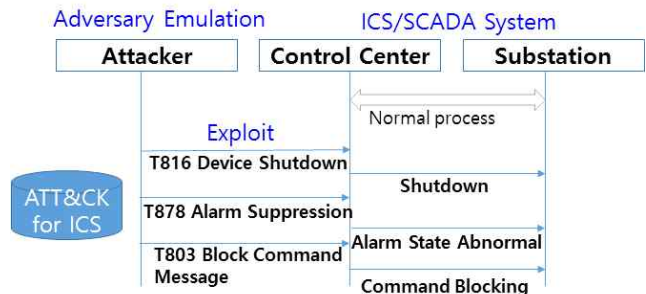 Adversary Emulation
ICS/SCADA System
Attacker
Control Center
Substation
Normal process
Exploit
T816 Device Shutdown
Shutdown
ATT&CK
for ICS
T878 Alarm Suppression
Alarm State Abnormal
T803 Block Command
Message
Command Blocking